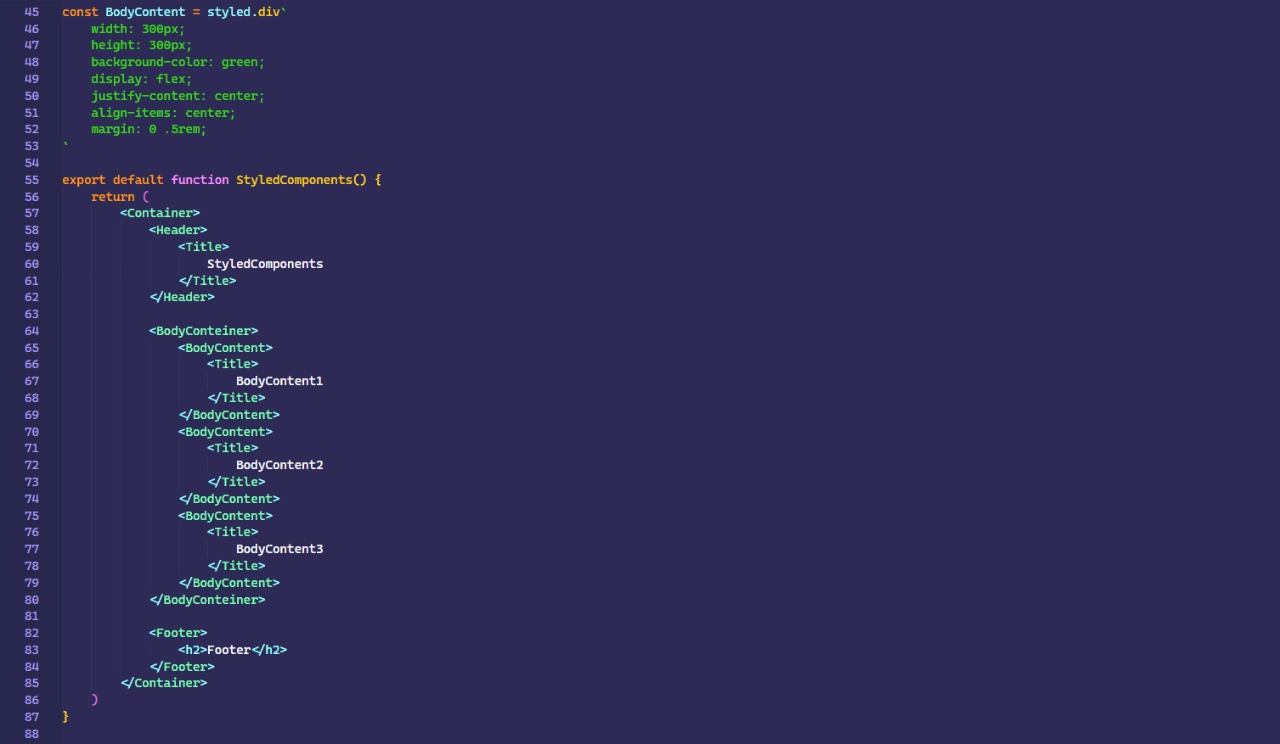 45 const BodyContent = styled.div`
46     width: 300px;
47     height: 300px;
48     background-color: green;
49     display: flex;
50     justify-content: center;
51     align-items: center;
52     margin: 0 .5rem;
53 `
54
55 export default function StyledComponents() {
56     return (
57         <Container>
58             <Header>
59                 <Title>
60                     StyledComponents
61                 </Title>
62             </Header>
63
64             <BodyConteiner>
65                 <BodyContent>
66                     <Title>
67                         BodyContent1
68                     </Title>
69                 </BodyContent>
70                 <BodyContent>
71                     <Title>
72                         BodyContent2
73                     </Title>
74                 </BodyContent>
75                 <BodyContent>
76                     <Title>
77                         BodyContent3
78                     </Title>
79                 </BodyContent>
80             </BodyConteiner>
81
82             <Footer>
83                 <h2>Footer</h2>
84             </Footer>
85         </Container>
86     )
87 }
88